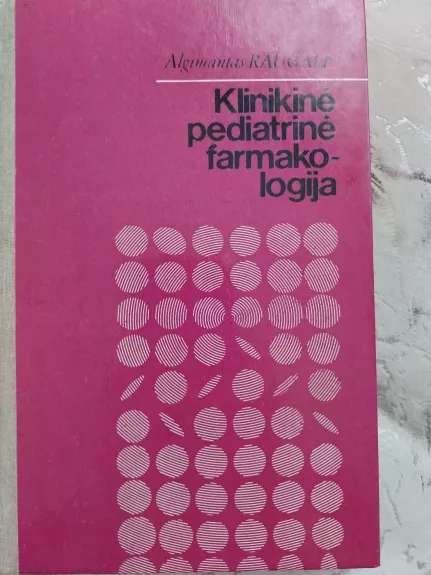 Algimantas
Klinikinė
pediatrinė
farmako-
logija